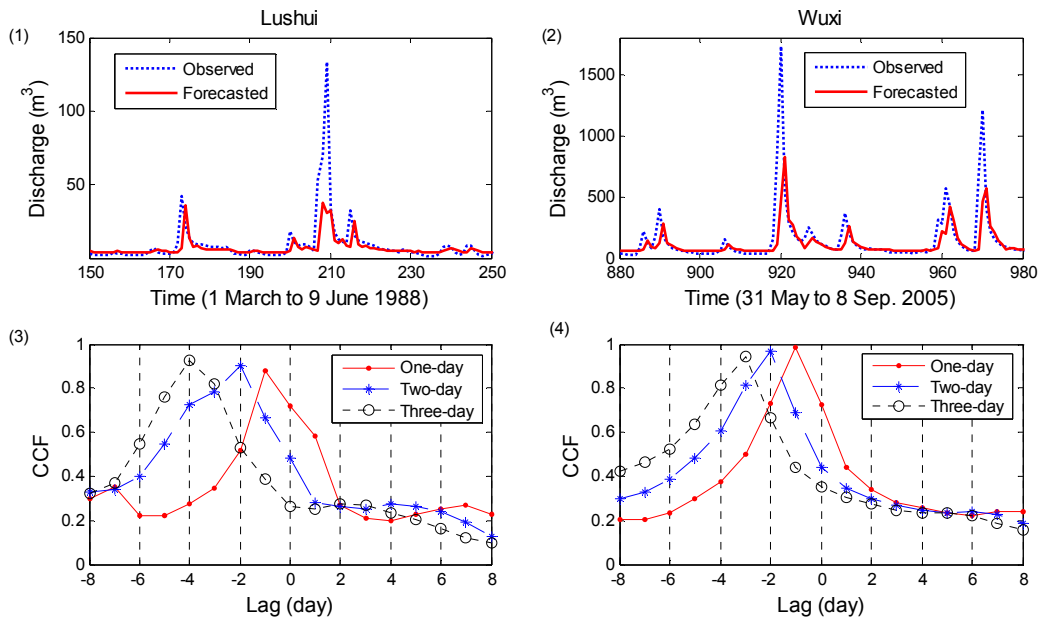 Lushui
(1)
150
100
50
Discharge (m³)
Observed
Forecasted
150 170 190 210 230 250
Time (1 March to 9 June 1988)
Wuxi
(2)
1500
1000
500
0
Discharge (m³)
Observed
Forecasted
880 900 920 940 960 980
Time (31 May to 8 Sep. 2005)
(3)
1
0.8
0.6
0.4
0.2
0
CCF
One-day
Two-day
Three-day
-8 -6 -4 -2 0 2 4 6 8
Lag (day)
(4)
1
0.8
0.6
0.4
0.2
0
CCF
One-day
Two-day
Three-day
-8 -6 -4 -2 0 2 4 6 8
Lag (day)